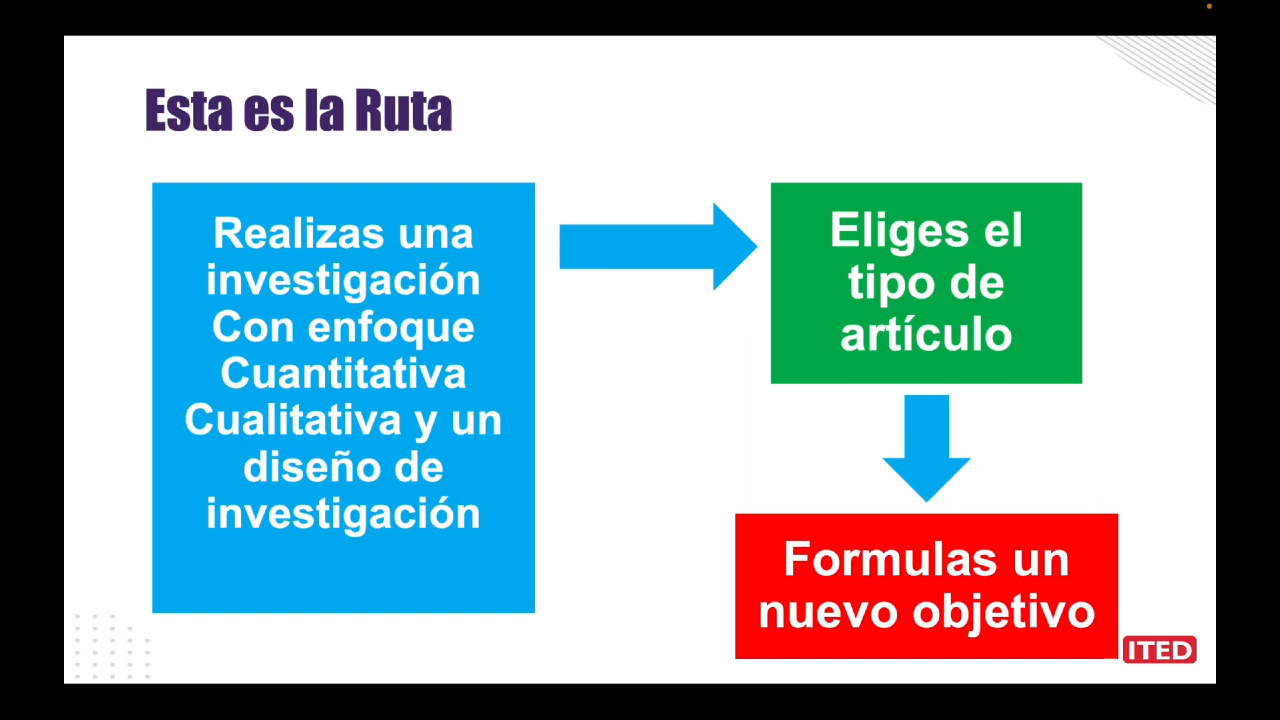 Esta es la Ruta
Realizas una
investigación
Con enfoque
Cuantitativa
Cualitativa y un
diseño de
investigación
Eliges el
tipo de
artículo
Formulas un
nuevo objetivo
ITED